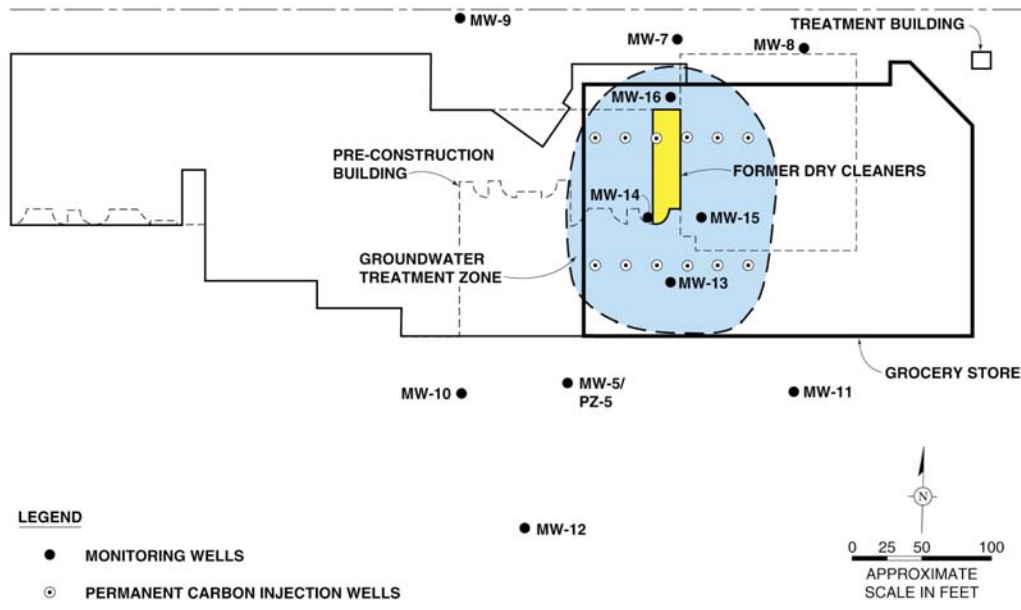 MW-9
MW-7
MW-8
TREATMENT BUILDING
MW-16
PRE-CONSTRUCTION
BUILDING
FORMER DRY CLEANERS
MW-14
MW-15
GROUNDWATER
TREATMENT ZONE
MW-13
GROCERY STORE
MW-10
MW-5/
PZ-5
MW-11
MW-12
N
LEGEND
MONITORING WELLS
PERMANENT CARBON INJECTION WELLS
0 25 50 100
APPROXIMATE
SCALE IN FEET